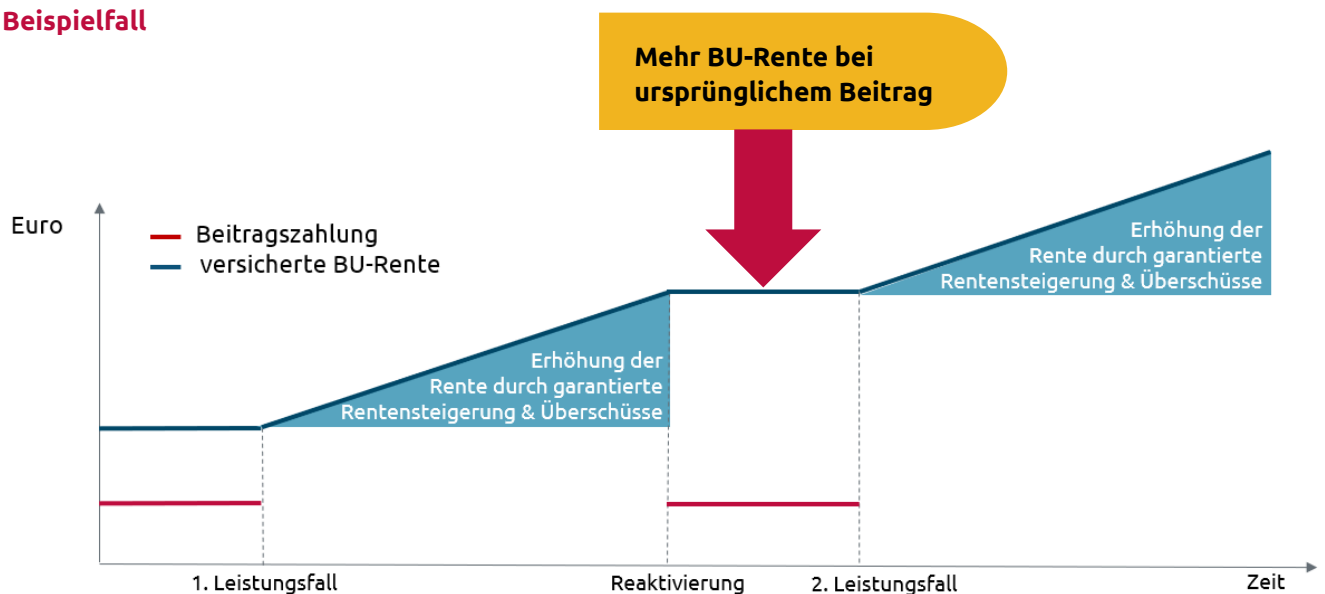 Beispielfall
Mehr BU-Rente bei
ursprünglichem Beitrag
Euro
Beitragszahlung
versicherte BU-Rente
Erhöhung der
Rente durch garantierte
Rentensteigerung & Überschüsse
Erhöhung der
Rente durch garantierte
Rentensteigerung & Überschüsse
1. Leistungsfall
Reaktivierung
2. Leistungsfall
Zeit